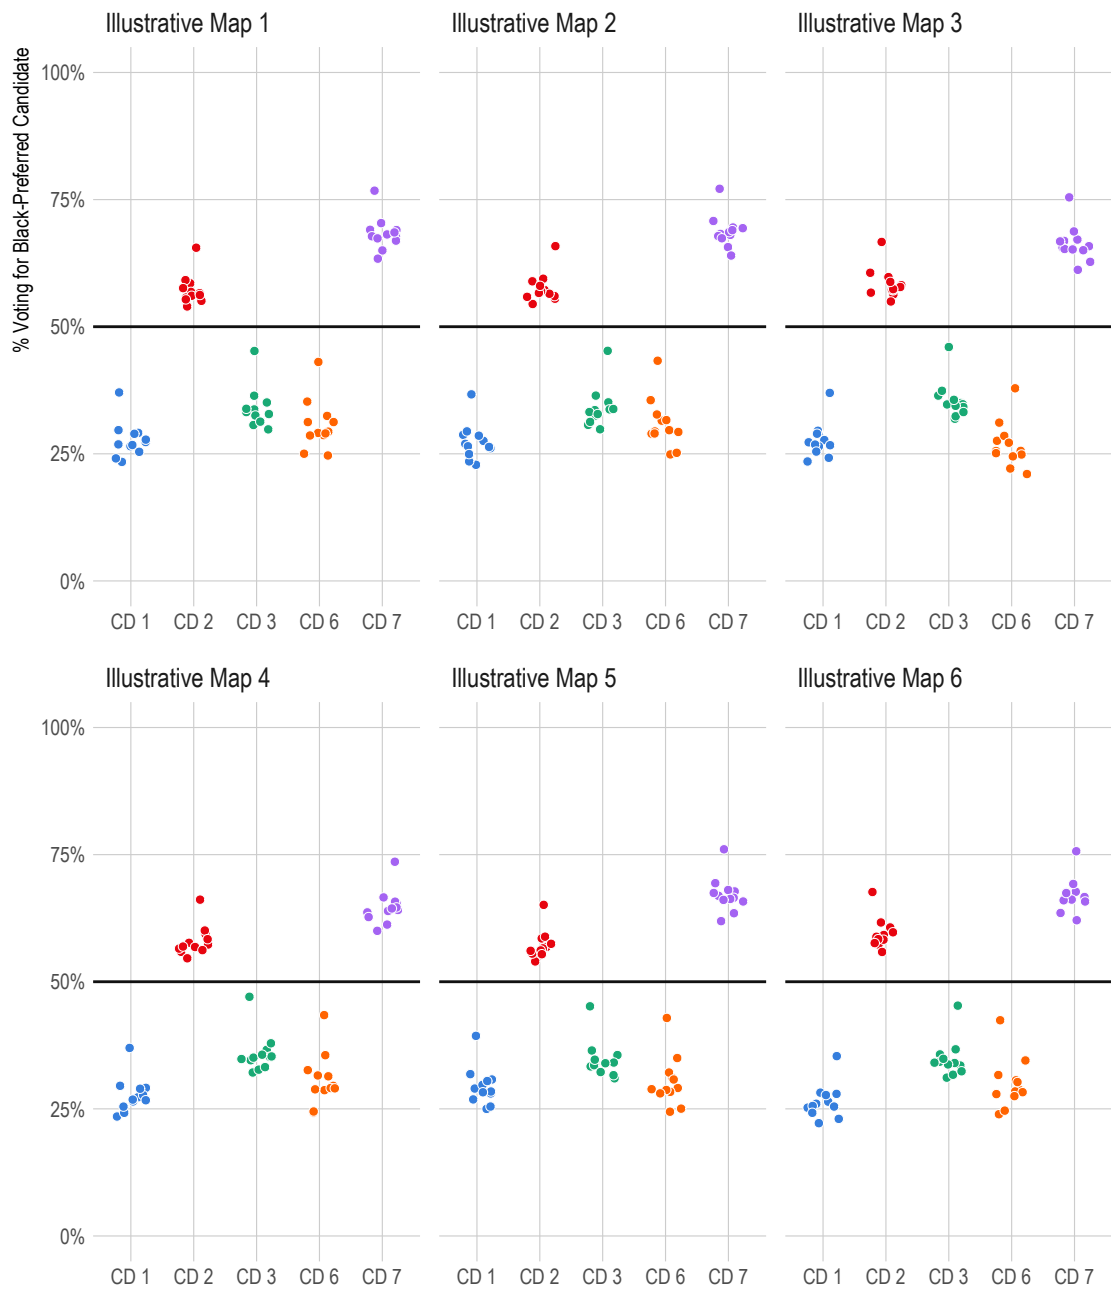 Illustrative Map 1 Illustrative Map 2 Illustrative Map 3
% Voting for Black-Preferred Candidate
100%
75%
50%
25%
0%
CD 1 CD 2 CD 3 CD 6 CD 7 CD 1 CD 2 CD 3 CD 6 CD 7 CD 1 CD 2 CD 3 CD 6 CD 7
Illustrative Map 4 Illustrative Map 5 Illustrative Map 6
100%
75%
50%
25%
0%
CD 1 CD 2 CD 3 CD 6 CD 7 CD 1 CD 2 CD 3 CD 6 CD 7 CD 1 CD 2 CD 3 CD 6 CD 7